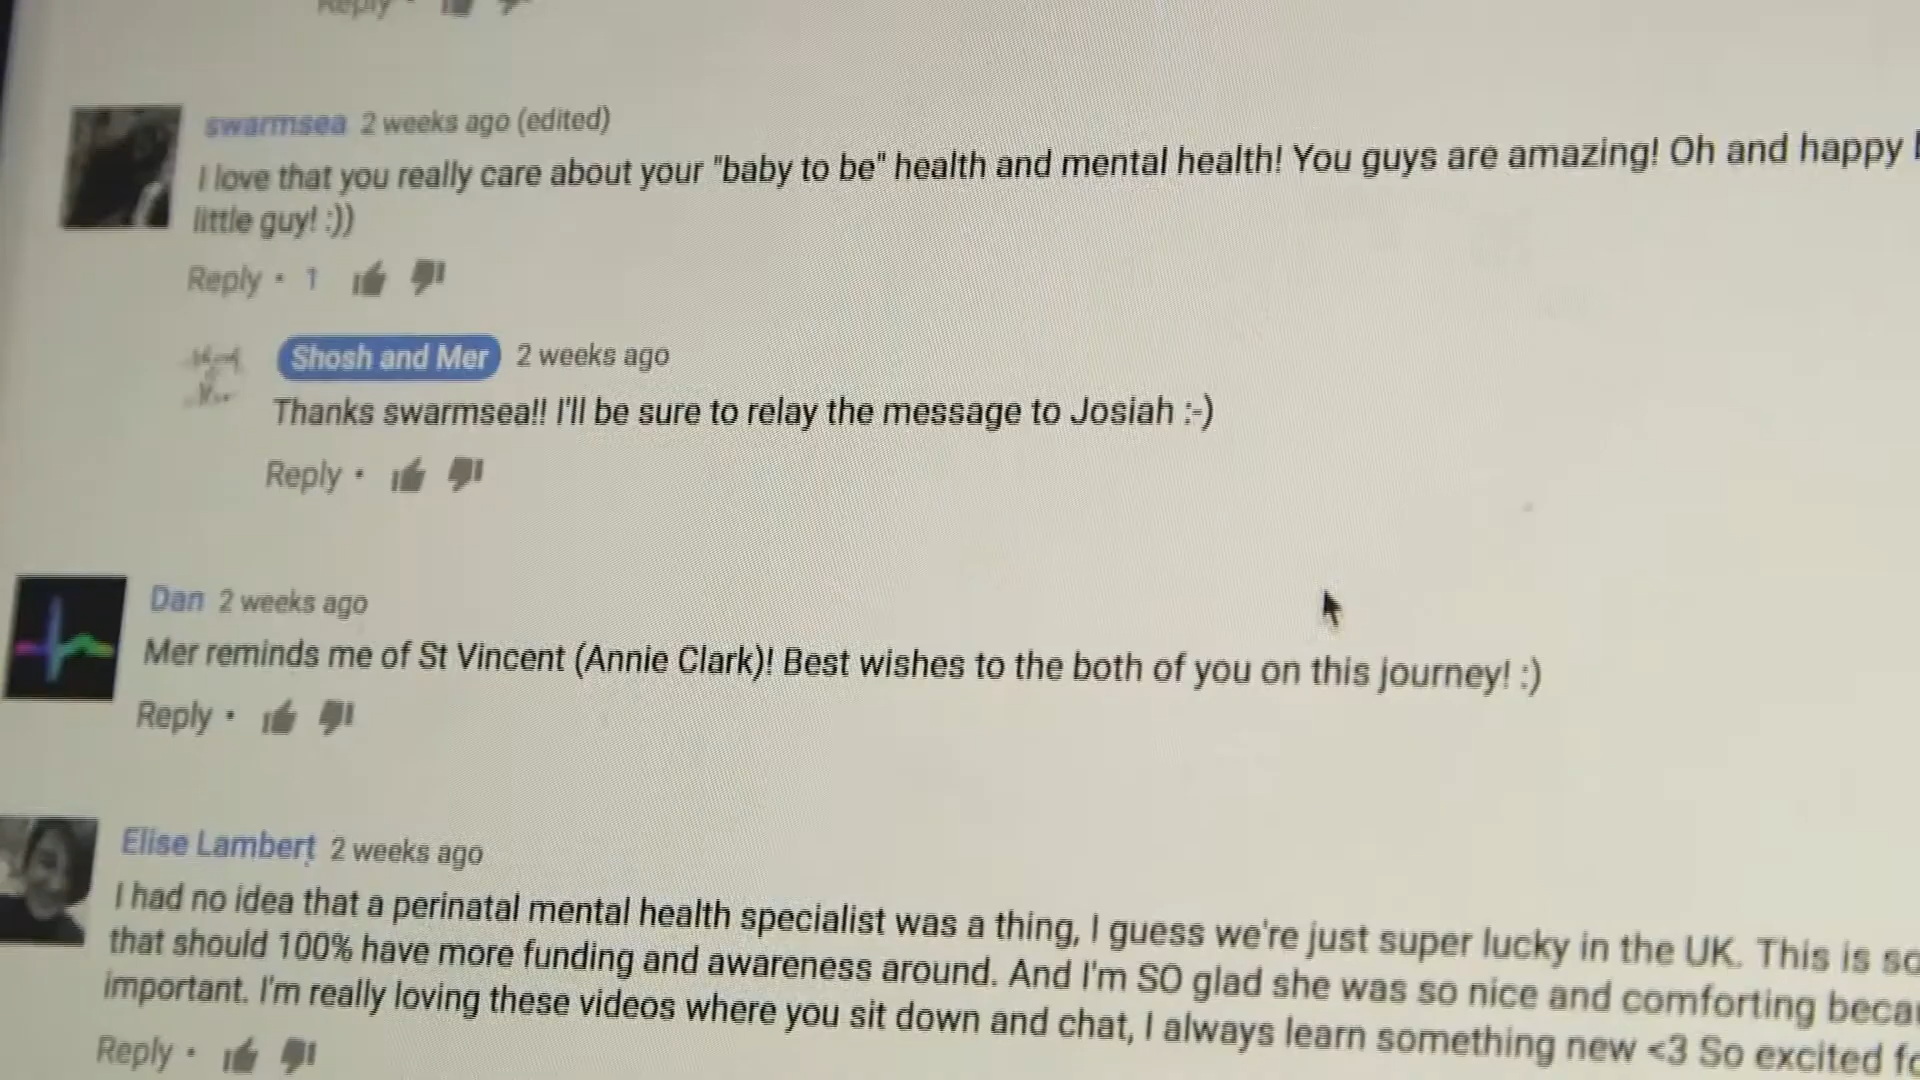 Reply •
swarmsea 2 weeks ago (edited)
I love that you really care about your "baby to be" health and mental health! You guys are amazing! Oh and happy
little guy! :))
Reply • 1
Shosh and Mer 2 weeks ago
Thanks swarmsea!! I'll be sure to relay the message to Josiah :-)
Reply •
Dan 2 weeks ago
Mer reminds me of St Vincent (Annie Clark)! Best wishes to the both of you on this journey! :)
Reply •
Elise Lambert 2 weeks ago
I had no idea that a perinatal mental health specialist was a thing, I guess we're just super lucky in the UK. This is
that should 100% have more funding and awareness around. And I'm SO glad she was so nice and comforting
important. I'm really loving these videos where you sit down and chat, I always learn something new <3 So excited
Reply •